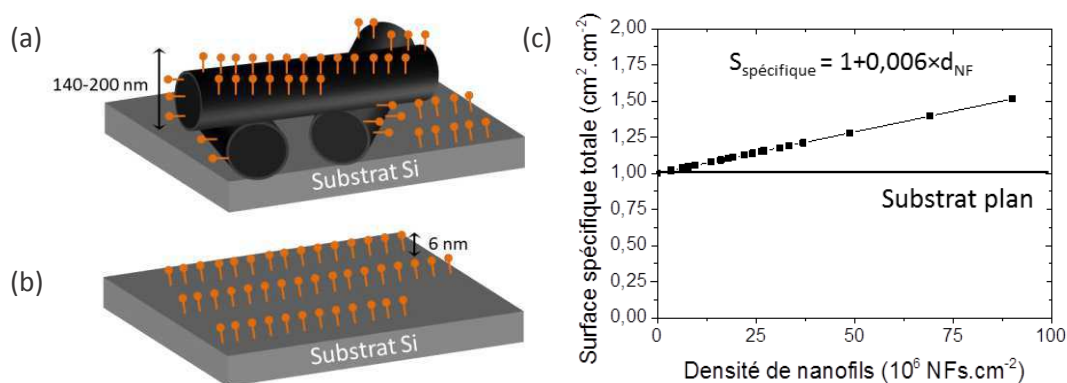 (a)
140-200 nm
Substrat Si
(b)
6 nm
Substrat Si
(c)
Surface spécifique totale (cm².cm⁻²)
2,00
1,75
1,50
1,25
1,00
0,75
0,50
0,25
0,00
S_spécifique = 1+0,006×d_NF
Substrat plan
0 25 50 75 100
Densité de nanofils (10⁶ NFs.cm⁻²)